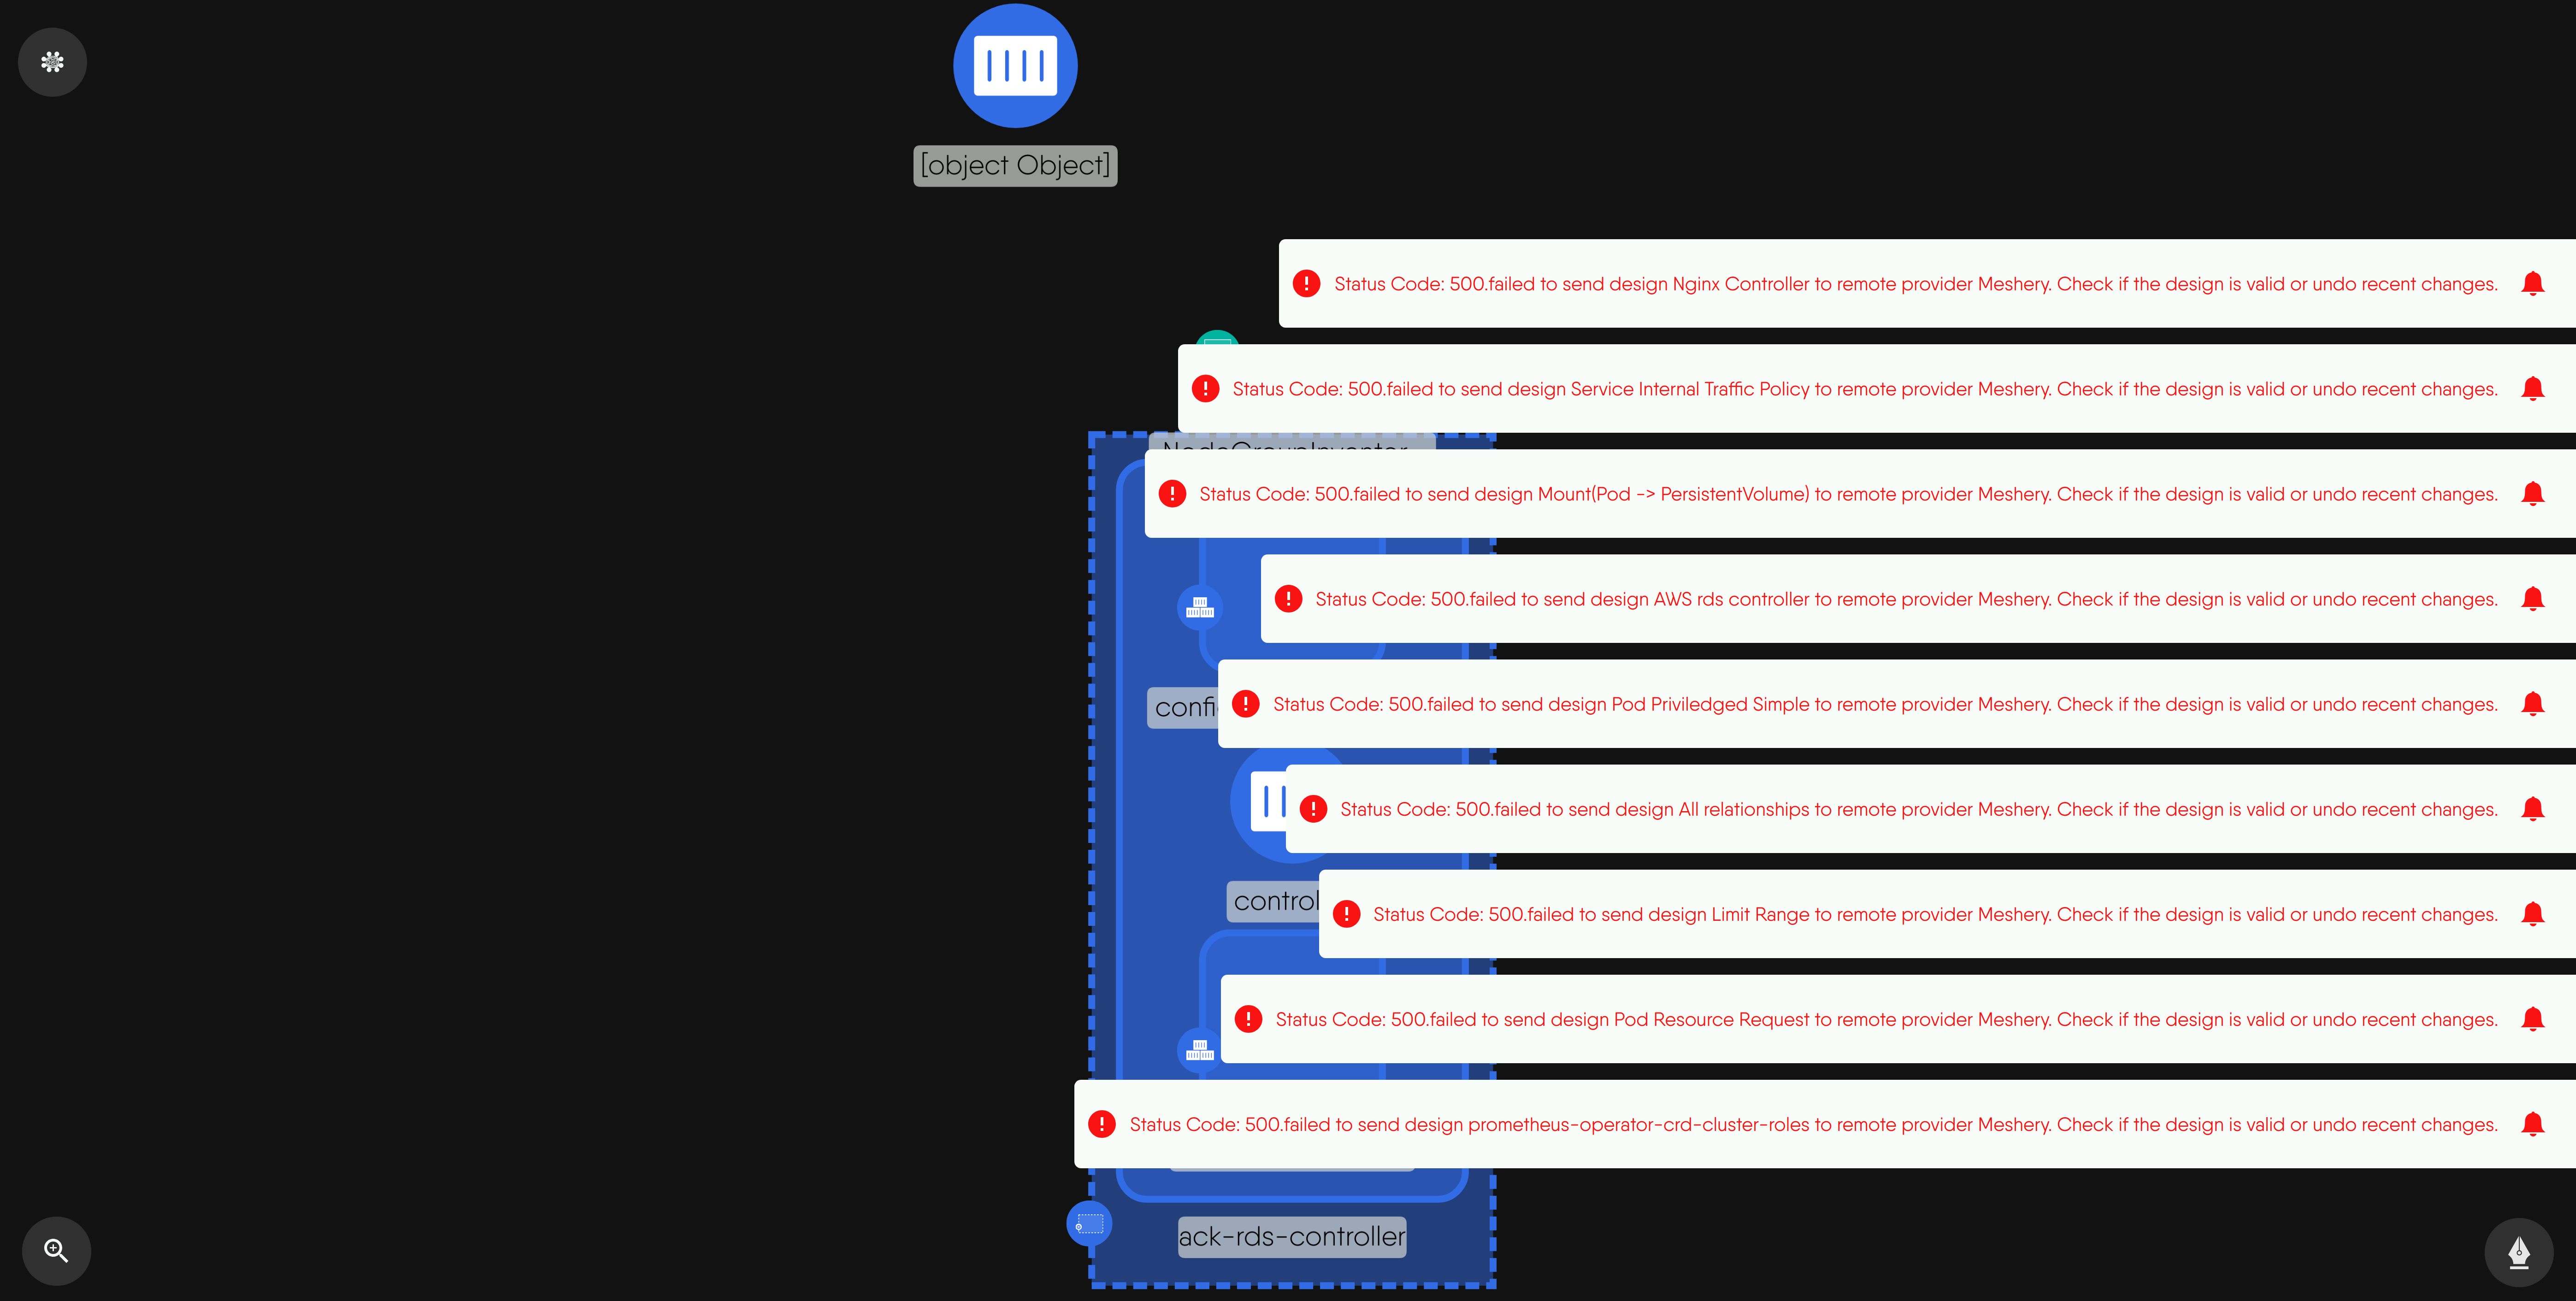 [object Object]
Status Code: 500.failed to send design Nginx Controller to remote provider Meshery. Check if the design is valid or undo recent changes.
Status Code: 500.failed to send design Service Internal Traffic Policy to remote provider Meshery. Check if the design is valid or undo recent changes.
NodeGroupInventor
Status Code: 500.failed to send design Mount(Pod -> PersistentVolume) to remote provider Meshery. Check if the design is valid or undo recent changes.
Status Code: 500.failed to send design AWS rds controller to remote provider Meshery. Check if the design is valid or undo recent changes.
Status Code: 500.failed to send design Pod Priviledged Simple to remote provider Meshery. Check if the design is valid or undo recent changes.
Status Code: 500.failed to send design All relationships to remote provider Meshery. Check if the design is valid or undo recent changes.
Status Code: 500.failed to send design Limit Range to remote provider Meshery. Check if the design is valid or undo recent changes.
Status Code: 500.failed to send design Pod Resource Request to remote provider Meshery. Check if the design is valid or undo recent changes.
Status Code: 500.failed to send design prometheus-operator-crd-cluster-roles to remote provider Meshery. Check if the design is valid or undo recent changes.
ack-rds-controller